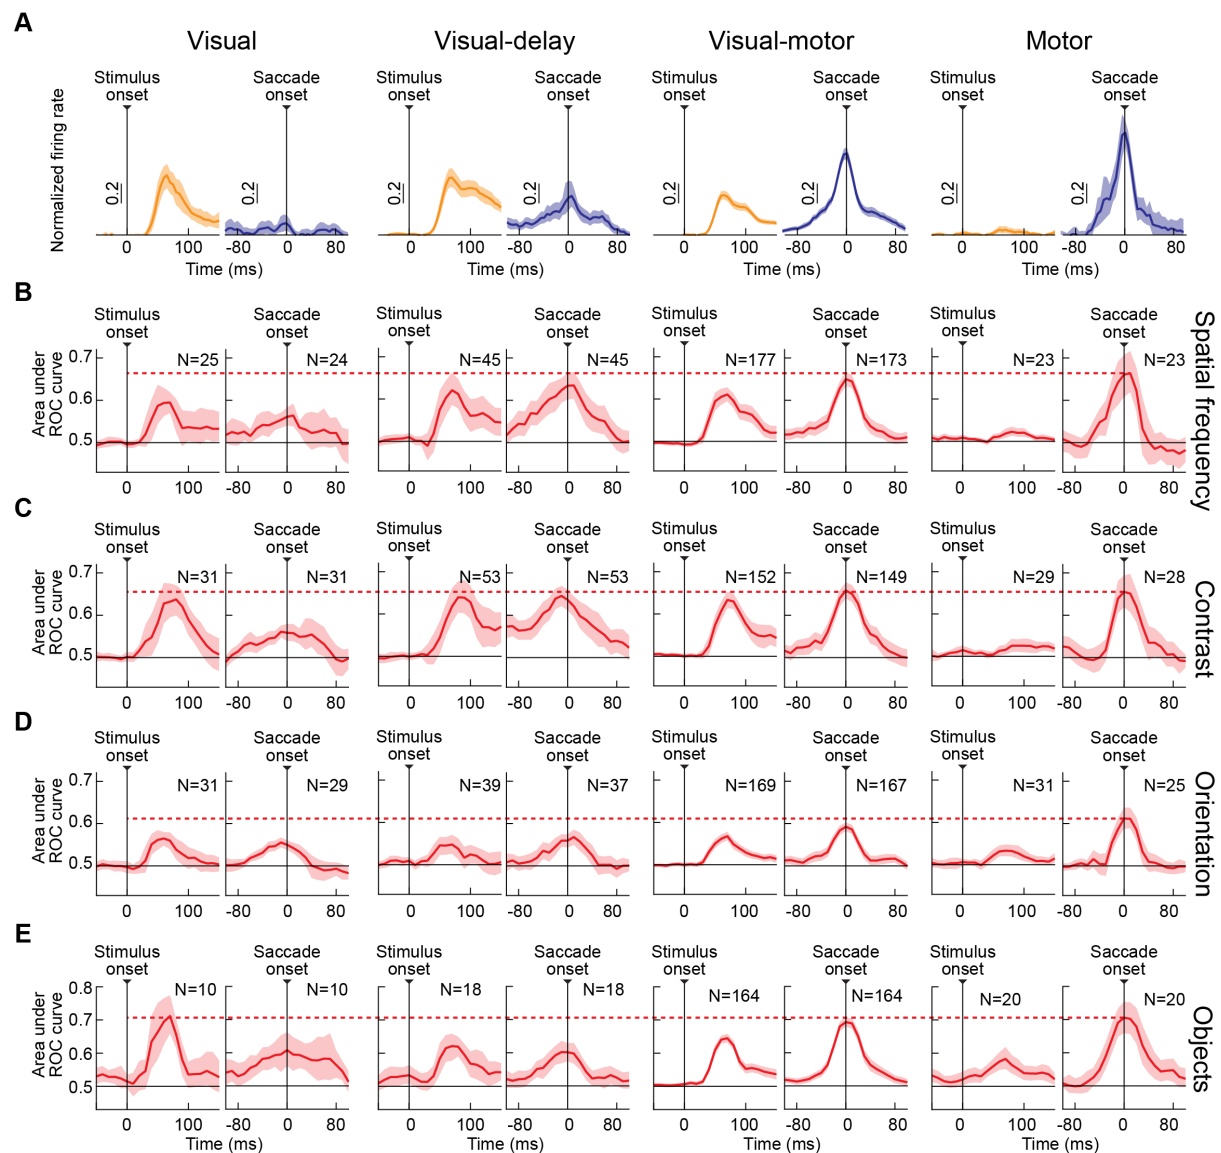 A
Visual
Visual-delay
Visual-motor
Motor
Stimulus onset
Saccade onset
Stimulus onset
Saccade onset
Stimulus onset
Saccade onset
Stimulus onset
Saccade onset
Normalized firing rate
0.2
0.2
0.2
0.2
0.2
0.2
0.2
0.2
0 100 -80 0 80 0 100 -80 0 80 0 100 -80 0 80 0 100 -80 0 80
Time (ms) Time (ms) Time (ms) Time (ms)
B
Stimulus onset
Saccade onset
Stimulus onset
Saccade onset
Stimulus onset
Saccade onset
Stimulus onset
Saccade onset
Spatial frequency
Area under ROC curve
0.7
0.6
0.5
N=25 N=24 N=45 N=45 N=177 N=173 N=23 N=23
0 100 -80 0 80 0 100 -80 0 80 0 100 -80 0 80 0 100 -80 0 80
C
Stimulus onset
Saccade onset
Stimulus onset
Saccade onset
Stimulus onset
Saccade onset
Stimulus onset
Saccade onset
Contrast
Area under ROC curve
0.7
0.6
0.5
N=31 N=31 N=53 N=53 N=152 N=149 N=29 N=28
0 100 -80 0 80 0 100 -80 0 80 0 100 -80 0 80 0 100 -80 0 80
D
Stimulus onset
Saccade onset
Stimulus onset
Saccade onset
Stimulus onset
Saccade onset
Stimulus onset
Saccade onset
Orientation
Area under ROC curve
0.7
0.6
0.5
N=31 N=29 N=39 N=37 N=169 N=167 N=31 N=25
0 100 -80 0 80 0 100 -80 0 80 0 100 -80 0 80 0 100 -80 0 80
E
Stimulus onset
Saccade onset
Stimulus onset
Saccade onset
Stimulus onset
Saccade onset
Stimulus onset
Saccade onset
Objects
Area under ROC curve
0.8
0.7
0.6
0.5
N=10 N=10 N=18 N=18 N=164 N=164 N=20 N=20
0 100 -80 0 80 0 100 -80 0 80 0 100 -80 0 80 0 100 -80 0 80
Time (ms) Time (ms) Time (ms) Time (ms)